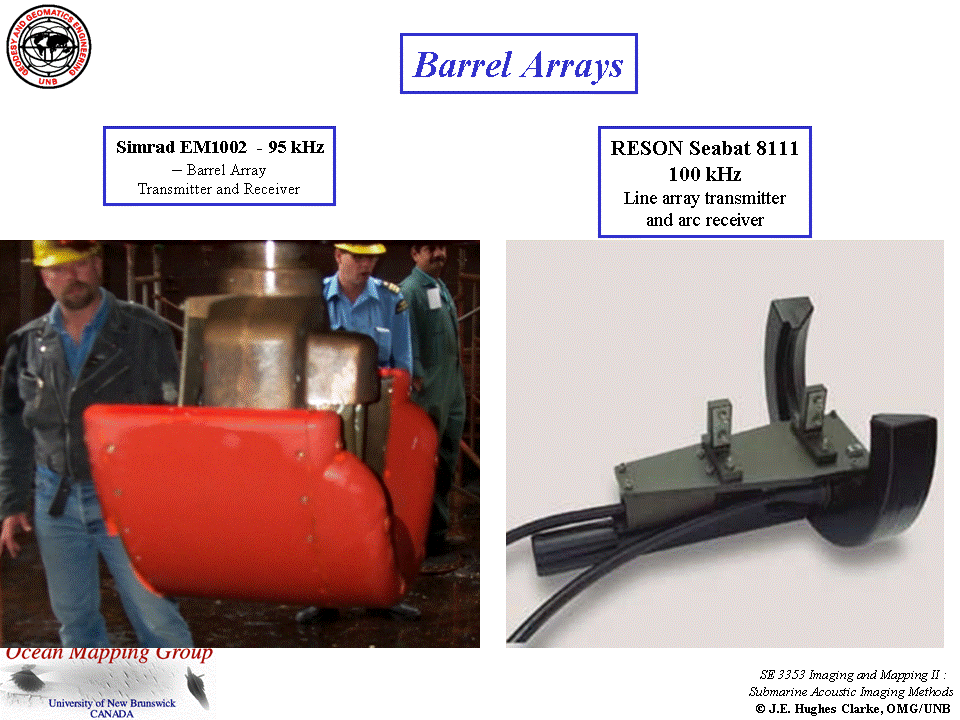 GEODESY AND GEOMATICS ENGINEERING
UNB
Barrel Arrays
Simrad EM1002 - 95 kHz
– Barrel Array
Transmitter and Receiver
RESON Seabat 8111
100 kHz
Line array transmitter
and arc receiver
Ocean Mapping Group
University of New Brunswick
CANADA
SE 3353 Imaging and Mapping II :
Submarine Acoustic Imaging Methods
© J.E. Hughes Clarke, OMG/UNB